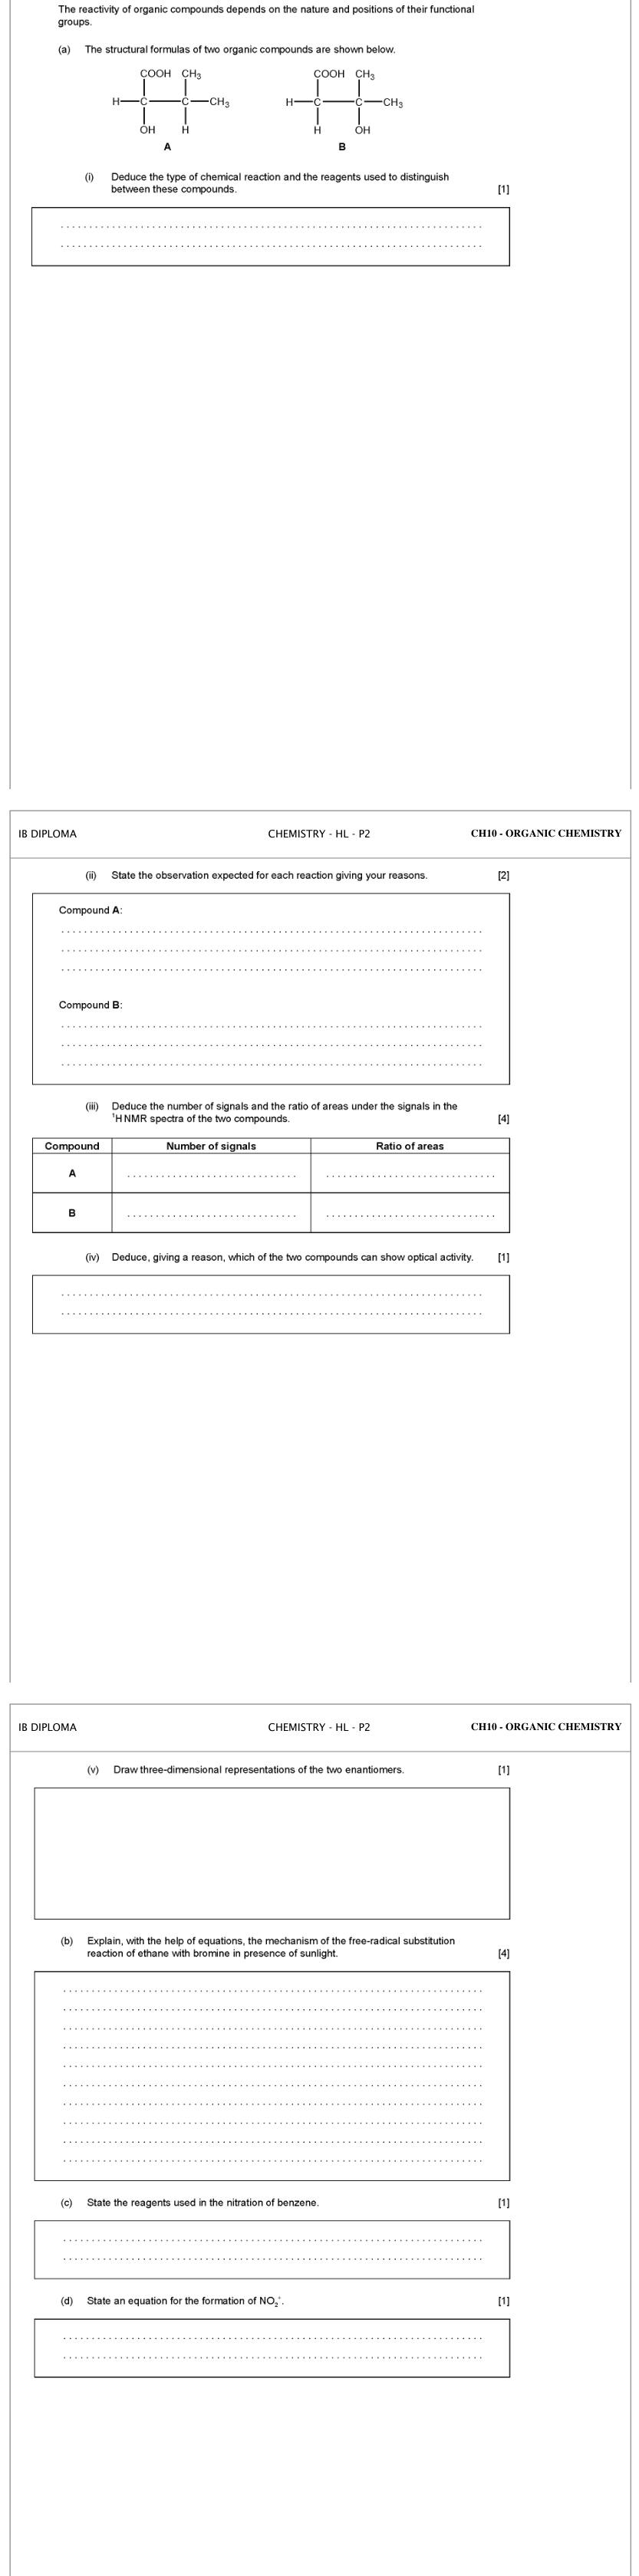 The reactivity of organic compounds depends on the nature and positions of their functional
groups.
(a) The structural formulas of two organic compounds are shown below.
COOH CH₃ COOH CH₃
H C C CH₃ H C C CH₃
OH H H OH
A B
(i) Deduce the type of chemical reaction and the reagents used to distinguish
between these compounds. [1]
IB DIPLOMA CHEMISTRY - HL - P2 CH10 - ORGANIC CHEMISTRY
(ii) State the observation expected for each reaction giving your reasons. [2]
Compound A:
Compound B:
(iii) Deduce the number of signals and the ratio of areas under the signals in the
¹H NMR spectra of the two compounds. [4]
Compound Number of signals Ratio of areas
A
B
(iv) Deduce, giving a reason, which of the two compounds can show optical activity. [1]
IB DIPLOMA CHEMISTRY - HL - P2 CH10 - ORGANIC CHEMISTRY
(v) Draw three-dimensional representations of the two enantiomers. [1]
(b) Explain, with the help of equations, the mechanism of the free-radical substitution
reaction of ethane with bromine in presence of sunlight. [4]
(c) State the reagents used in the nitration of benzene. [1]
(d) State an equation for the formation of NO₂⁺. [1]